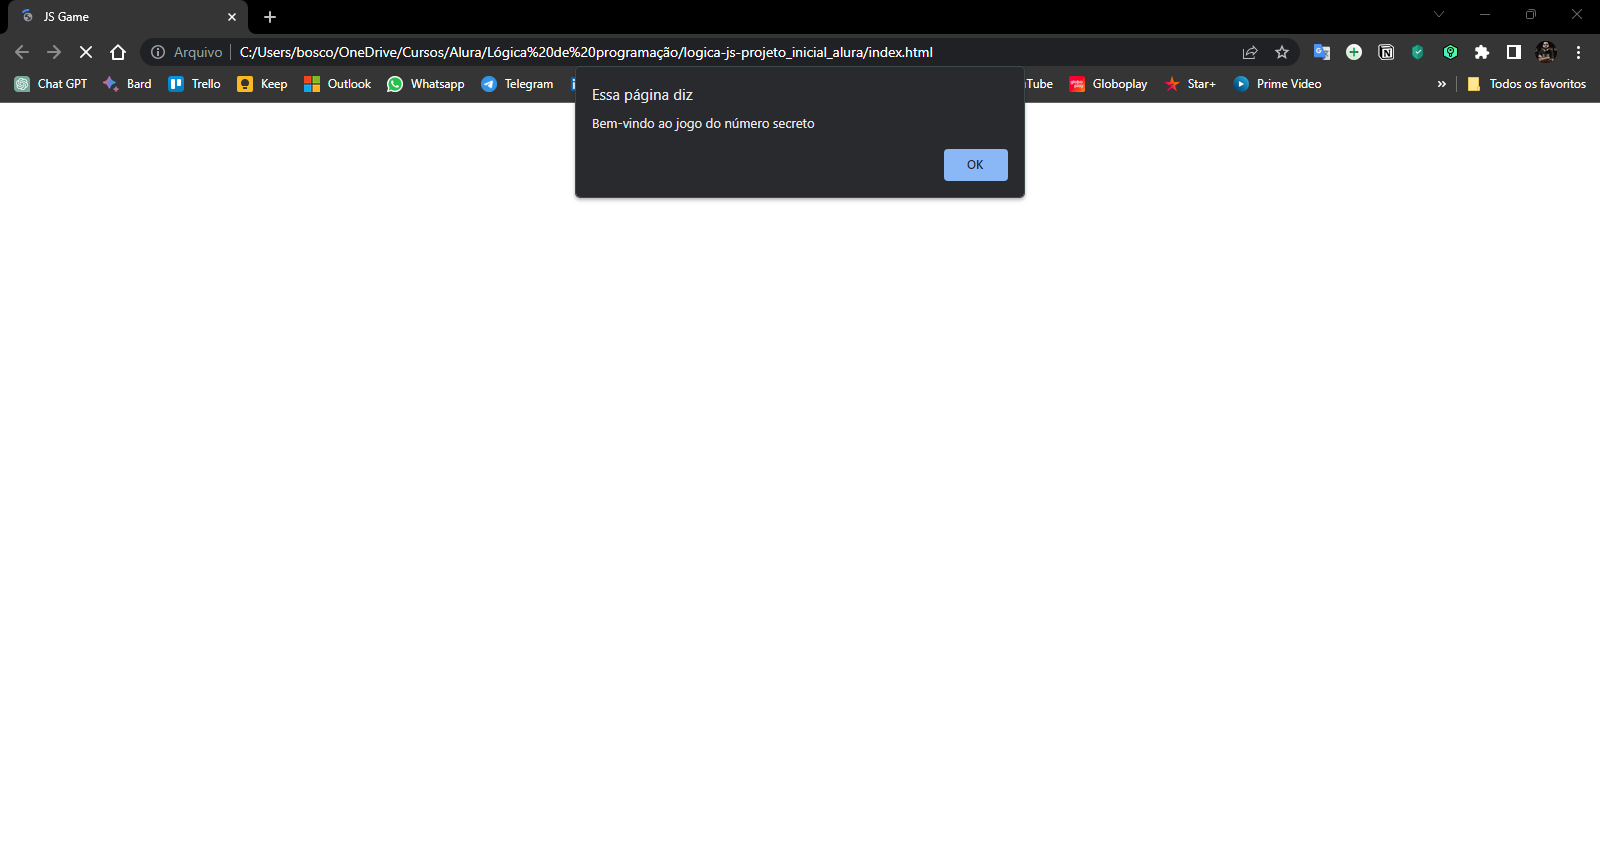 JS Game
Arquivo C:/Users/bosco/OneDrive/Cursos/Alura/Lógica%20de%20programação/logica-js-projeto_inicial_alura/index.html
Chat GPT Bard Trello Keep Outlook Whatsapp Telegram Tube Globoplay Star+ Prime Video » Todos os favoritos
Essa página diz
Bem-vindo ao jogo do número secreto
OK